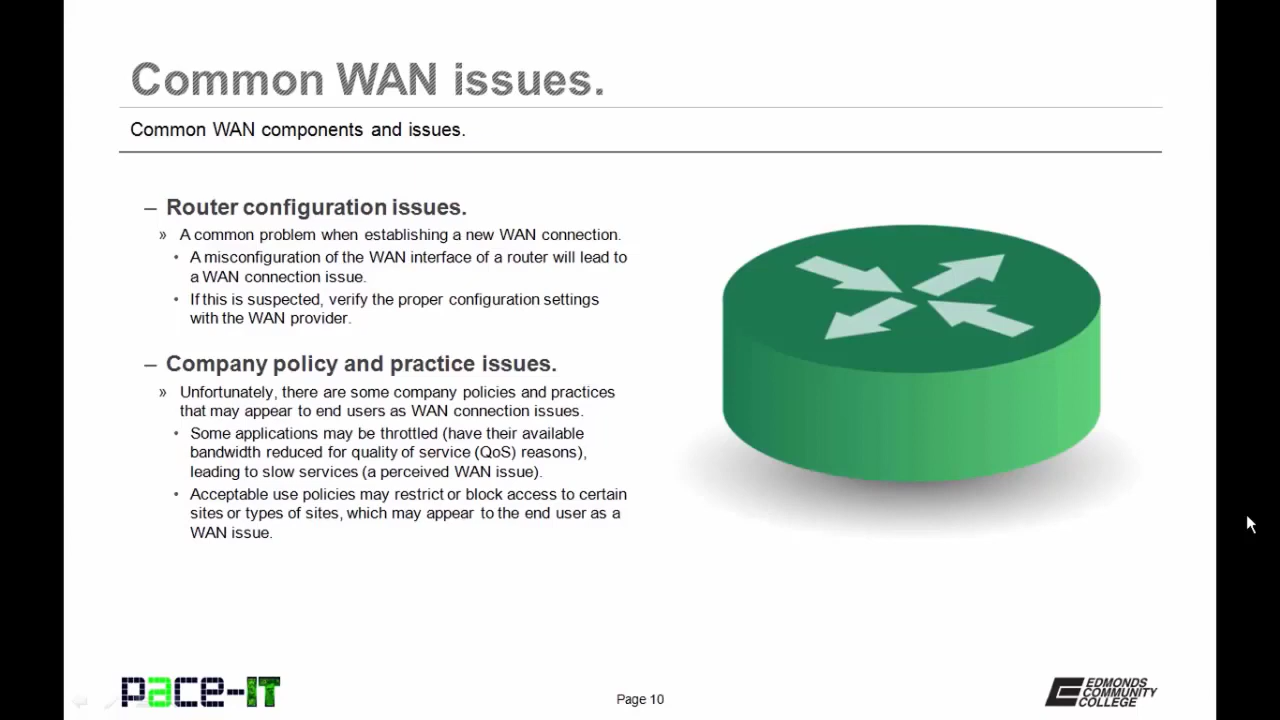 Common WAN issues.
Common WAN components and issues.
– Router configuration issues.
» A common problem when establishing a new WAN connection.
• A misconfiguration of the WAN interface of a router will lead to
a WAN connection issue.
• If this is suspected, verify the proper configuration settings
with the WAN provider.
– Company policy and practice issues.
» Unfortunately, there are some company policies and practices
that may appear to end users as WAN connection issues.
• Some applications may be throttled (have their available
bandwidth reduced for quality of service (QoS) reasons),
leading to slow services (a perceived WAN issue).
• Acceptable use policies may restrict or block access to certain
sites or types of sites, which may appear to the end user as a
WAN issue.
pace-IT
Page 10
EDMONDS
COMMUNITY
COLLEGE